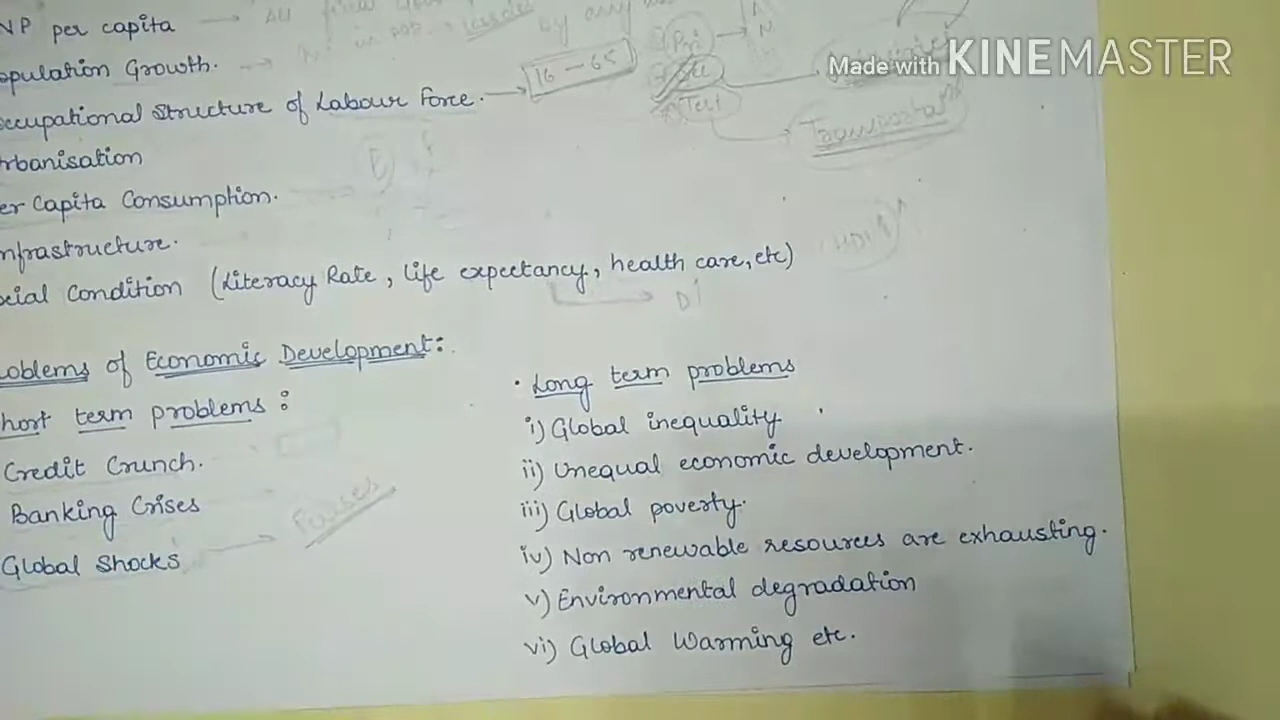 Made with KINEMASTER
NP per capita
opulation Growth.
ccupational Structure of Labour Force. 16 - 65
rbanisation
er Capita Consumption.
nfrastructure.
cial Condition (Literacy Rate, life expectancy, health care, etc)
HDI
DI
oblems of Economic Development:
hort term problems:
Credit Crunch.
Banking Crises
Global Shocks
• Long term problems
i) Global inequality
ii) Unequal economic development.
iii) Global poverty.
iv) Non renewable resources are exhausting.
v) Environmental degradation
vi) Global Warming etc.